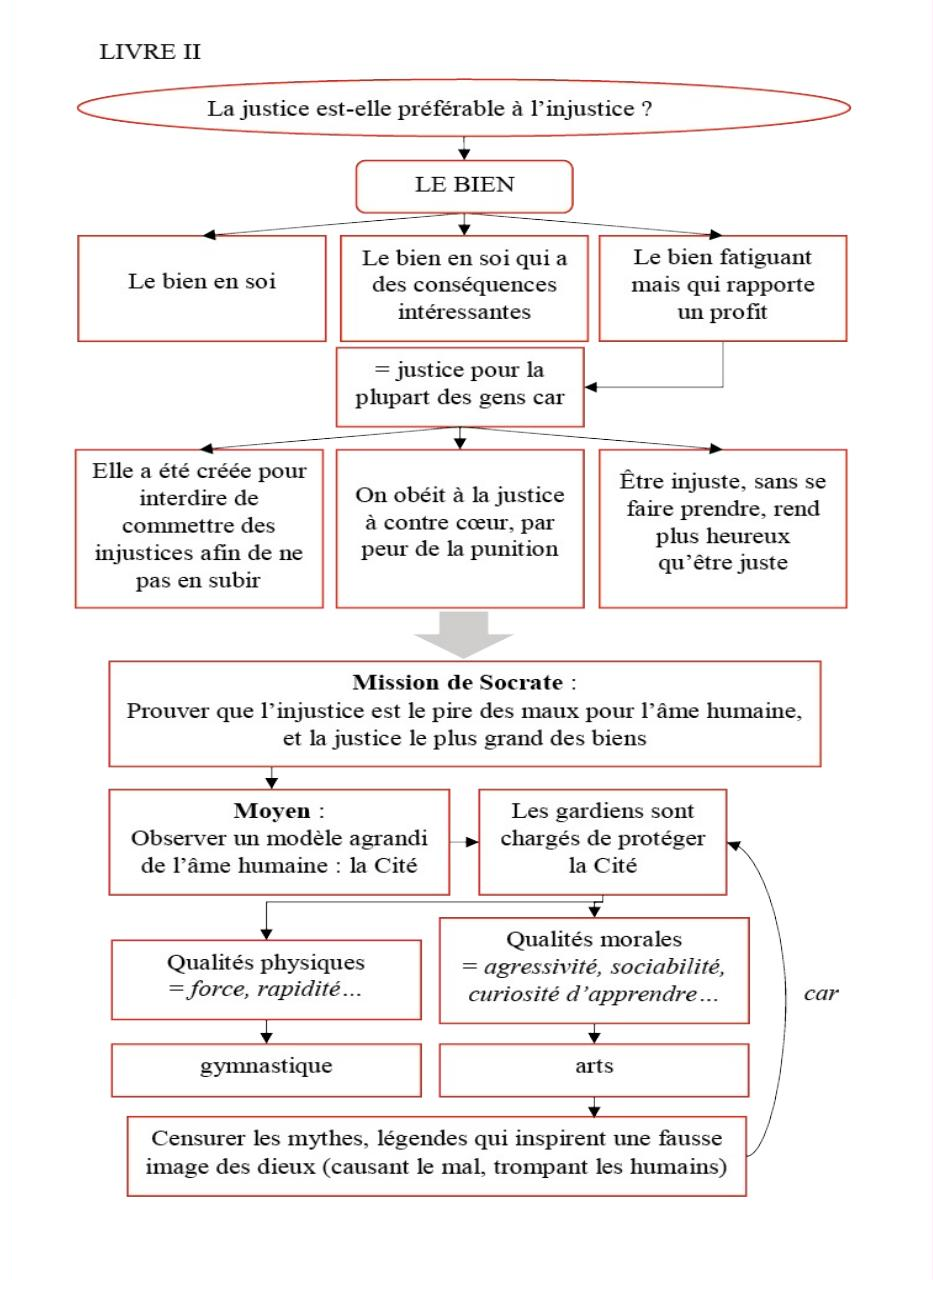 LIVRE II
La justice est-elle préférable à l’injustice ?
LE BIEN
Le bien en soi
Le bien en soi qui a
des conséquences
intéressantes
Le bien fatiguant
mais qui rapporte
un profit
= justice pour la
plupart des gens car
Elle a été créée pour
interdire de
commettre des
injustices afin de ne
pas en subir
On obéit à la justice
à contre cœur, par
peur de la punition
Être injuste, sans se
faire prendre, rend
plus heureux
qu’être juste
Mission de Socrate :
Prouver que l’injustice est le pire des maux pour l’âme humaine,
et la justice le plus grand des biens
Moyen :
Observer un modèle agrandi
de l’âme humaine : la Cité
Les gardiens sont
chargés de protéger
la Cité
Qualités physiques
= force, rapidité…
Qualités morales
= agressivité, sociabilité,
curiosité d’apprendre…
car
gymnastique
arts
Censurer les mythes, légendes qui inspirent une fausse
image des dieux (causant le mal, trompant les humains)